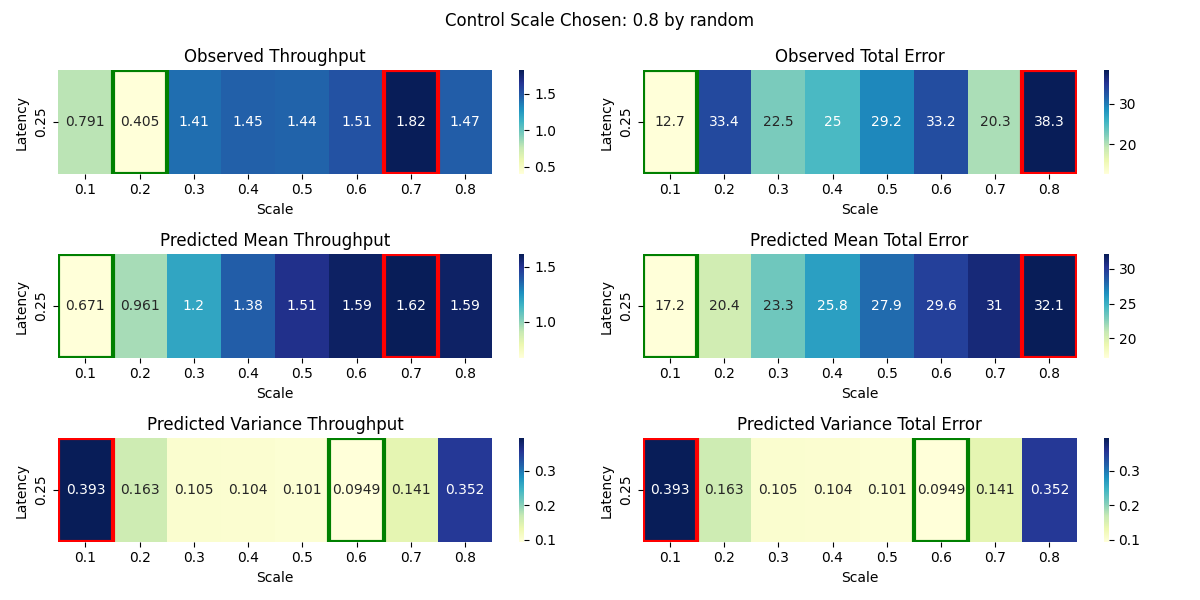 Control Scale Chosen: 0.8 by random
Observed Throughput
Latency
0.25
0.791 0.405 1.41 1.45 1.44 1.51 1.82 1.47
0.1 0.2 0.3 0.4 0.5 0.6 0.7 0.8
Scale
1.5
1.0
0.5
Observed Total Error
Latency
0.25
12.7 33.4 22.5 25 29.2 33.2 20.3 38.3
0.1 0.2 0.3 0.4 0.5 0.6 0.7 0.8
Scale
30
20
Predicted Mean Throughput
Latency
0.25
0.671 0.961 1.2 1.38 1.51 1.59 1.62 1.59
0.1 0.2 0.3 0.4 0.5 0.6 0.7 0.8
Scale
1.5
1.0
Predicted Mean Total Error
Latency
0.25
17.2 20.4 23.3 25.8 27.9 29.6 31 32.1
0.1 0.2 0.3 0.4 0.5 0.6 0.7 0.8
Scale
30
25
20
Predicted Variance Throughput
Latency
0.25
0.393 0.163 0.105 0.104 0.101 0.0949 0.141 0.352
0.1 0.2 0.3 0.4 0.5 0.6 0.7 0.8
Scale
0.3
0.2
0.1
Predicted Variance Total Error
Latency
0.25
0.393 0.163 0.105 0.104 0.101 0.0949 0.141 0.352
0.1 0.2 0.3 0.4 0.5 0.6 0.7 0.8
Scale
0.3
0.2
0.1